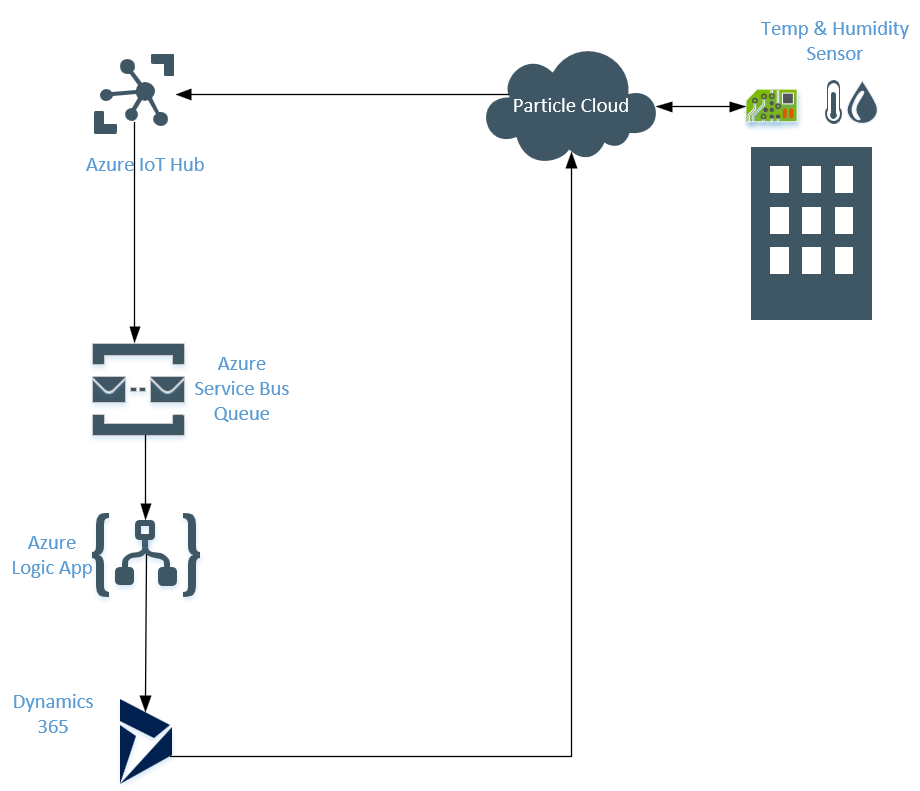 Temp & Humidity
Sensor
Particle Cloud
Azure IoT Hub
Azure
Service Bus
Queue
Azure
Logic App
Dynamics
365